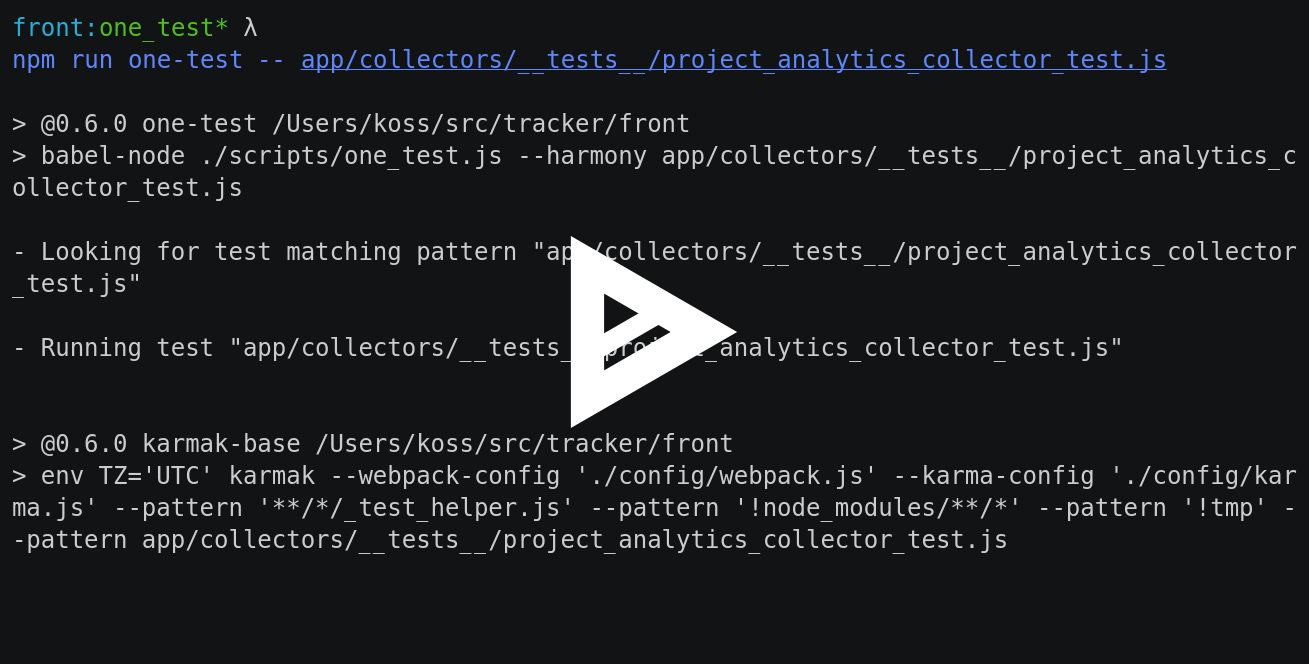 front:one_test* λ
npm run one-test -- app/collectors/__tests__/project_analytics_collector_test.js
> @0.6.0 one-test /Users/koss/src/tracker/front
> babel-node ./scripts/one_test.js --harmony app/collectors/__tests__/project_analytics_c
ollector_test.js
- Looking for test matching pattern "app/collectors/__tests__/project_analytics_collector
_test.js"
- Running test "app/collectors/__tests__/project_analytics_collector_test.js"
> @0.6.0 karmak-base /Users/koss/src/tracker/front
> env TZ='UTC' karmak --webpack-config './config/webpack.js' --karma-config './config/kar
ma.js' --pattern '**/*/_test_helper.js' --pattern '!node_modules/**/*' --pattern '!tmp' -
-pattern app/collectors/__tests__/project_analytics_collector_test.js